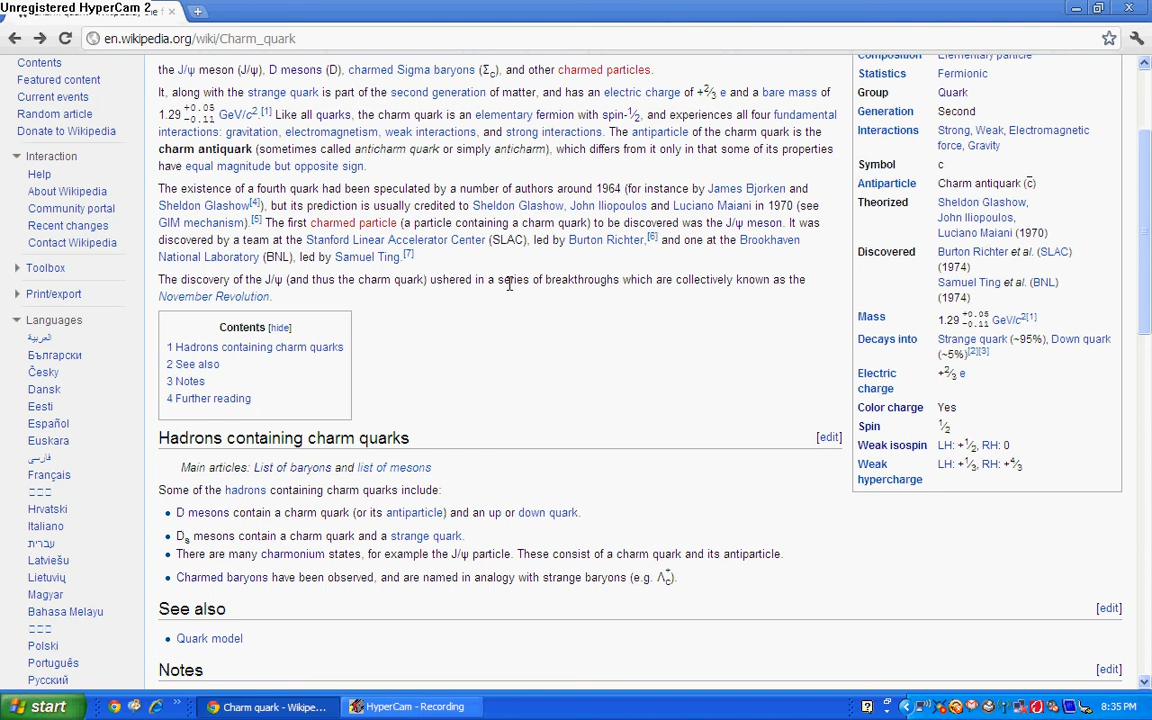 Unregistered HyperCam 2
en.wikipedia.org/wiki/Charm_quark
Contents
Featured content
Current events
Random article
Donate to Wikipedia
Interaction
Help
About Wikipedia
Community portal
Recent changes
Contact Wikipedia
Toolbox
Print/export
Languages
العربية
Български
Česky
Dansk
Eesti
Español
Euskara
فارسی
Français
Hrvatski
Italiano
עברית
Latviešu
Lietuvių
Magyar
Bahasa Melayu
Polski
Português
Русский
the J/ψ meson (J/ψ), D mesons (D), charmed Sigma baryons (Σc), and other charmed particles.
It, along with the strange quark is part of the second generation of matter, and has an electric charge of +2⁄3 e and a bare mass of
1.29 +0.05 −0.11 GeV/c2.[1] Like all quarks, the charm quark is an elementary fermion with spin-1⁄2, and experiences all four fundamental
interactions: gravitation, electromagnetism, weak interactions, and strong interactions. The antiparticle of the charm quark is the
charm antiquark (sometimes called anticharm quark or simply anticharm), which differs from it only in that some of its properties
have equal magnitude but opposite sign.
The existence of a fourth quark had been speculated by a number of authors around 1964 (for instance by James Bjorken and
Sheldon Glashow[4]), but its prediction is usually credited to Sheldon Glashow, John Iliopoulos and Luciano Maiani in 1970 (see
GIM mechanism).[5] The first charmed particle (a particle containing a charm quark) to be discovered was the J/ψ meson. It was
discovered by a team at the Stanford Linear Accelerator Center (SLAC), led by Burton Richter,[6] and one at the Brookhaven
National Laboratory (BNL), led by Samuel Ting.[7]
The discovery of the J/ψ (and thus the charm quark) ushered in a series of breakthroughs which are collectively known as the
November Revolution.
Contents [hide]
1 Hadrons containing charm quarks
2 See also
3 Notes
4 Further reading
Hadrons containing charm quarks [edit]
Main articles: List of baryons and list of mesons
Some of the hadrons containing charm quarks include:
• D mesons contain a charm quark (or its antiparticle) and an up or down quark.
• Ds mesons contain a charm quark and a strange quark.
• There are many charmonium states, for example the J/ψ particle. These consist of a charm quark and its antiparticle.
• Charmed baryons have been observed, and are named in analogy with strange baryons (e.g. Λ+c).
See also [edit]
• Quark model
Notes [edit]
Composition Elementary particle
Statistics Fermionic
Group Quark
Generation Second
Interactions Strong, Weak, Electromagnetic
force, Gravity
Symbol c
Antiparticle Charm antiquark (c̅)
Theorized Sheldon Glashow,
John Iliopoulos,
Luciano Maiani (1970)
Discovered Burton Richter et al. (SLAC)
(1974)
Samuel Ting et al. (BNL)
(1974)
Mass 1.29 +0.05 −0.11 GeV/c2[1]
Decays into Strange quark (~95%), Down quark
(~5%)[2][3]
Electric +2⁄3 e
charge
Color charge Yes
Spin 1⁄2
Weak isospin LH: +1⁄2, RH: 0
Weak LH: +1⁄3, RH: +4⁄3
hypercharge
start
Charm quark - Wikipe...
HyperCam - Recording
8:35 PM